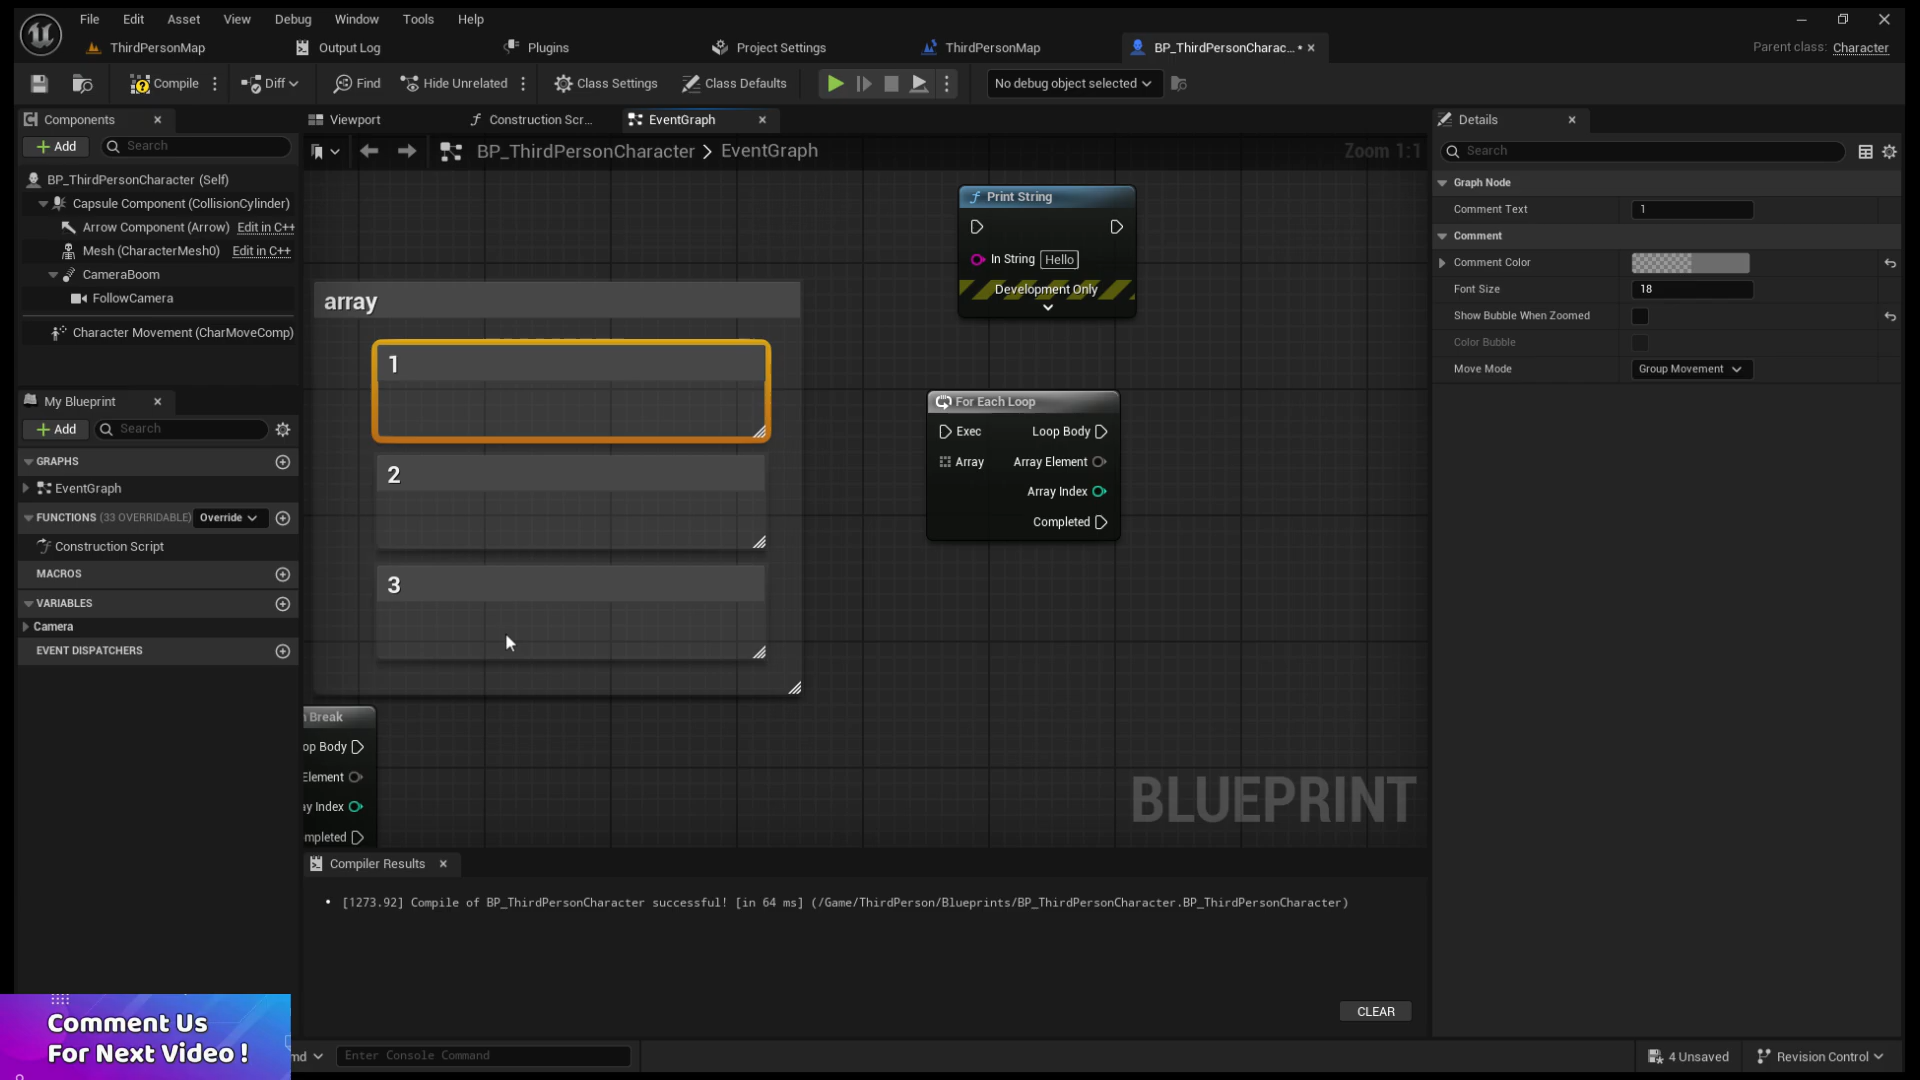 File Edit Asset View Debug Window Tools Help
ThirdPersonMap Output Log Plugins Project Settings ThirdPersonMap BP_ThirdPersonCharac... • Parent class: Character
Compile Diff Find Hide Unrelated Class Settings Class Defaults No debug object selected
Components
Add Search
BP_ThirdPersonCharacter (Self)
Capsule Component (CollisionCylinder)
Arrow Component (Arrow) Edit in C++
Mesh (CharacterMesh0) Edit in C++
CameraBoom
FollowCamera
Character Movement (CharMoveComp)
My Blueprint
Add Search
GRAPHS
EventGraph
FUNCTIONS (33 OVERRIDABLE) Override
Construction Script
MACROS
VARIABLES
Camera
EVENT DISPATCHERS
Viewport Construction Scr... EventGraph
BP_ThirdPersonCharacter > EventGraph Zoom 1:1
Print String
In String Hello
Development Only
array
1
2
3
For Each Loop
Exec Loop Body
Array Array Element
Array Index
Completed
Break
op Body
Element
ay Index
mpleted
BLUEPRINT
Compiler Results
• [1273.92] Compile of BP_ThirdPersonCharacter successful! [in 64 ms] (/Game/ThirdPerson/Blueprints/BP_ThirdPersonCharacter.BP_ThirdPersonCharacter)
CLEAR
Details
Search
Graph Node
Comment Text 1
Comment
Comment Color
Font Size 18
Show Bubble When Zoomed
Color Bubble
Move Mode Group Movement
Comment Us
For Next Video !
md Enter Console Command
4 Unsaved Revision Control